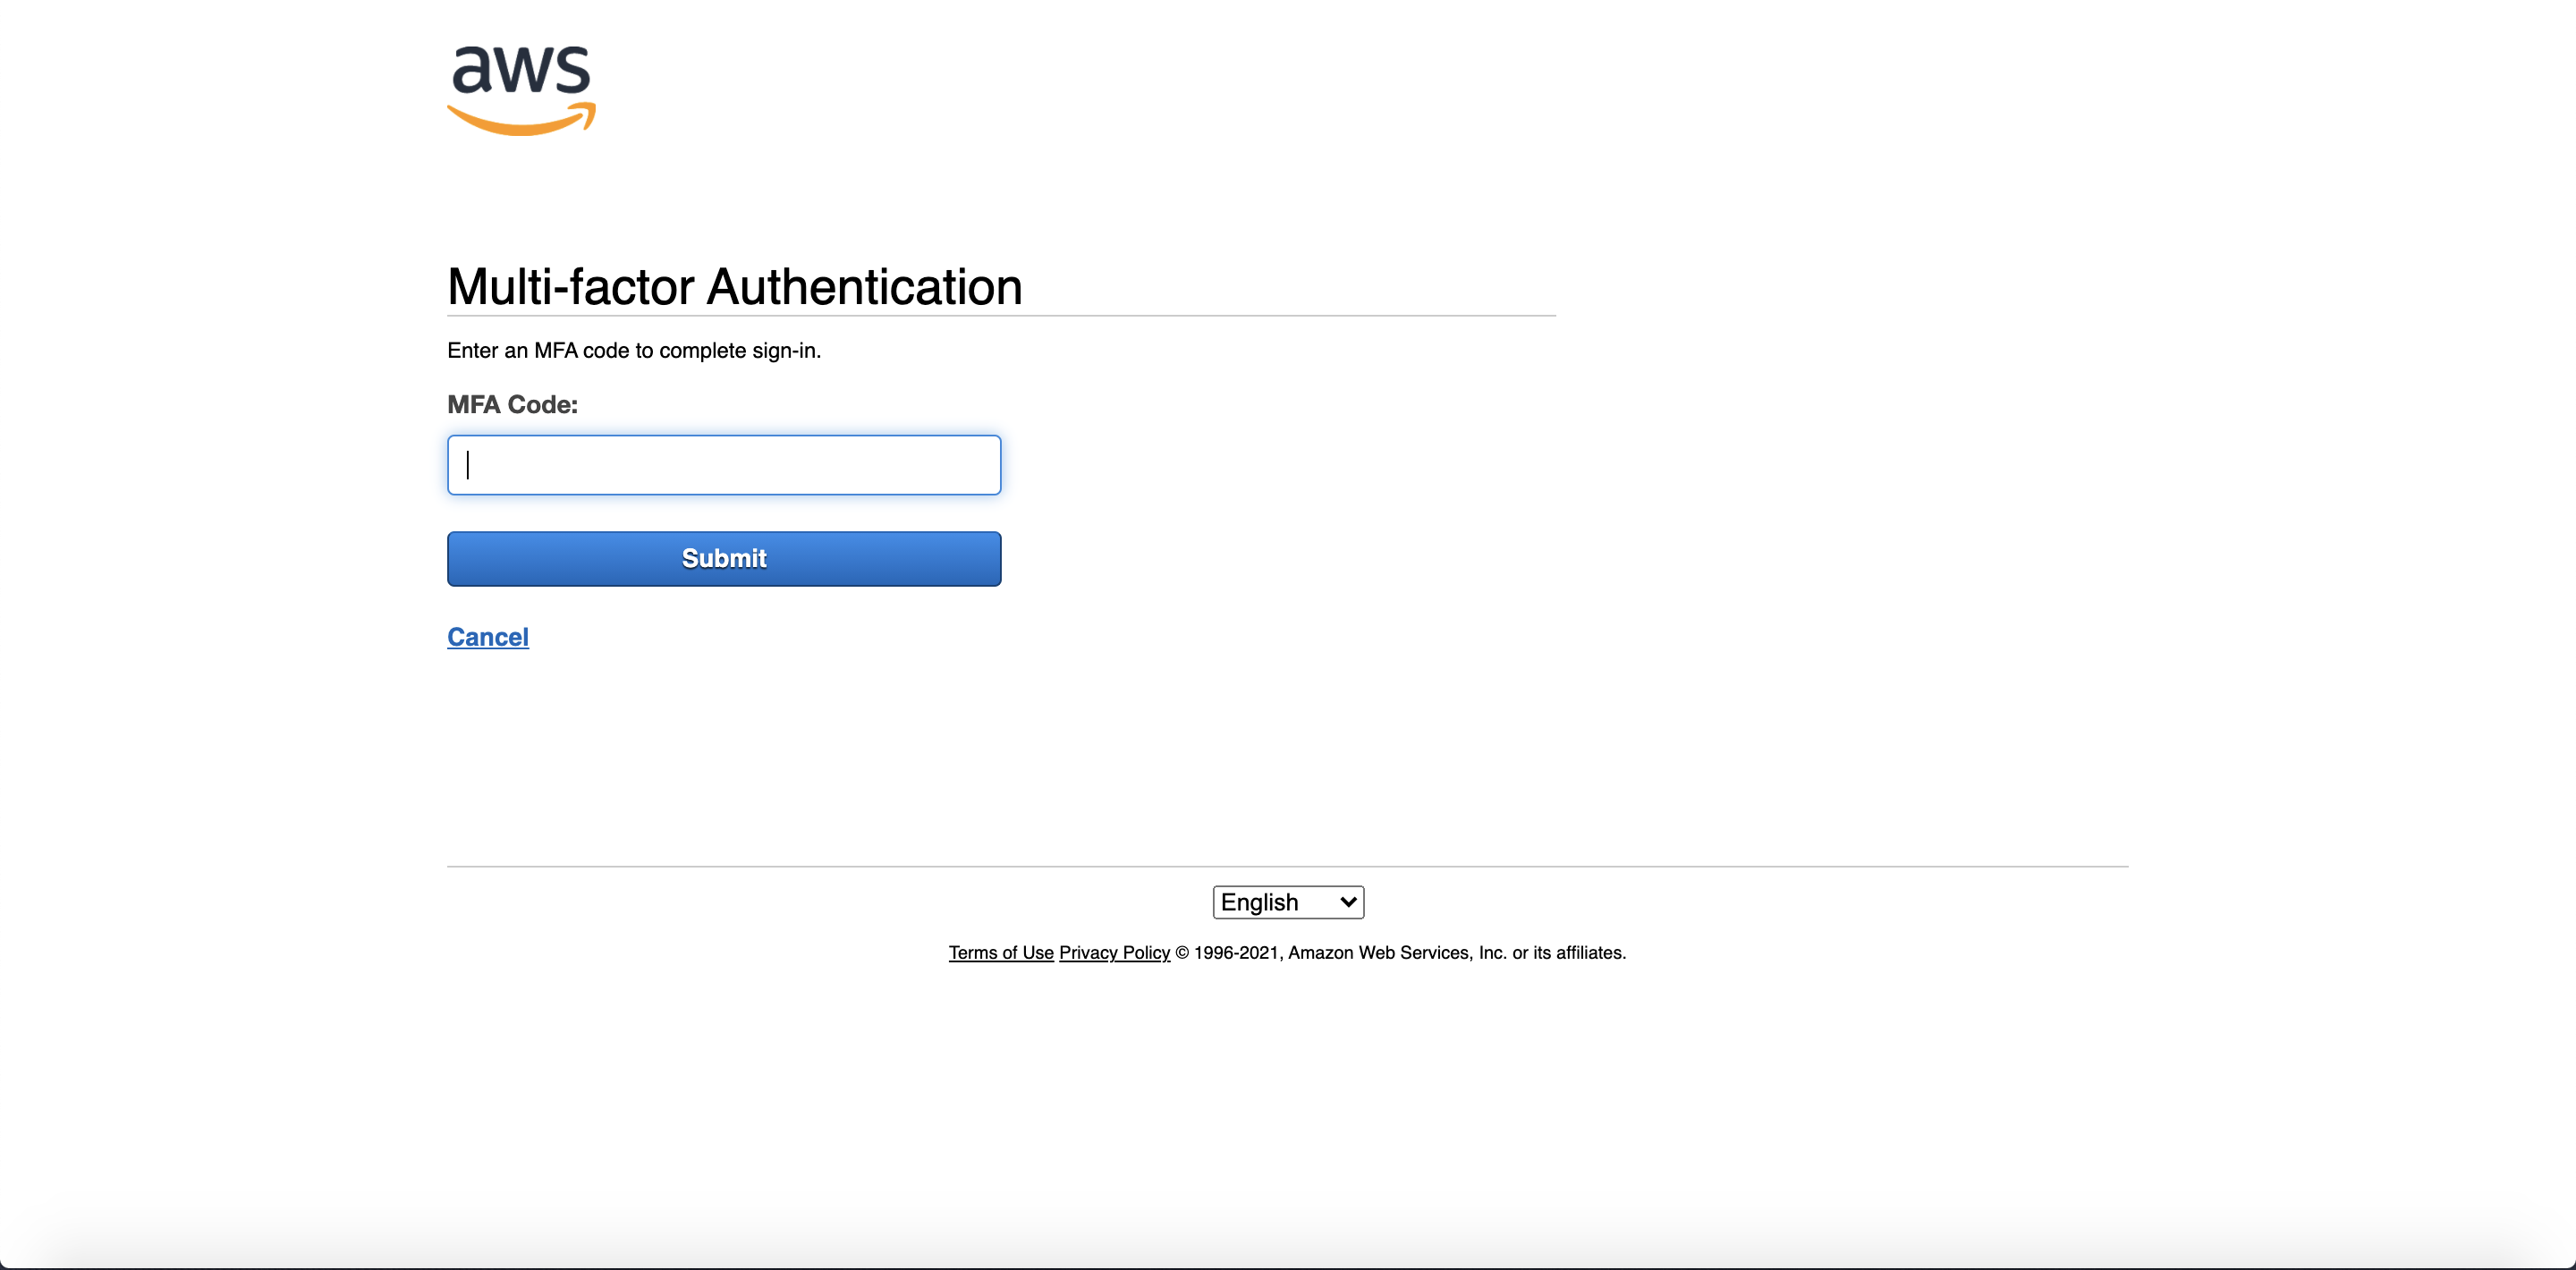 aws
Multi-factor Authentication
Enter an MFA code to complete sign-in.
MFA Code:
Submit
Cancel
English
Terms of Use Privacy Policy © 1996-2021, Amazon Web Services, Inc. or its affiliates.